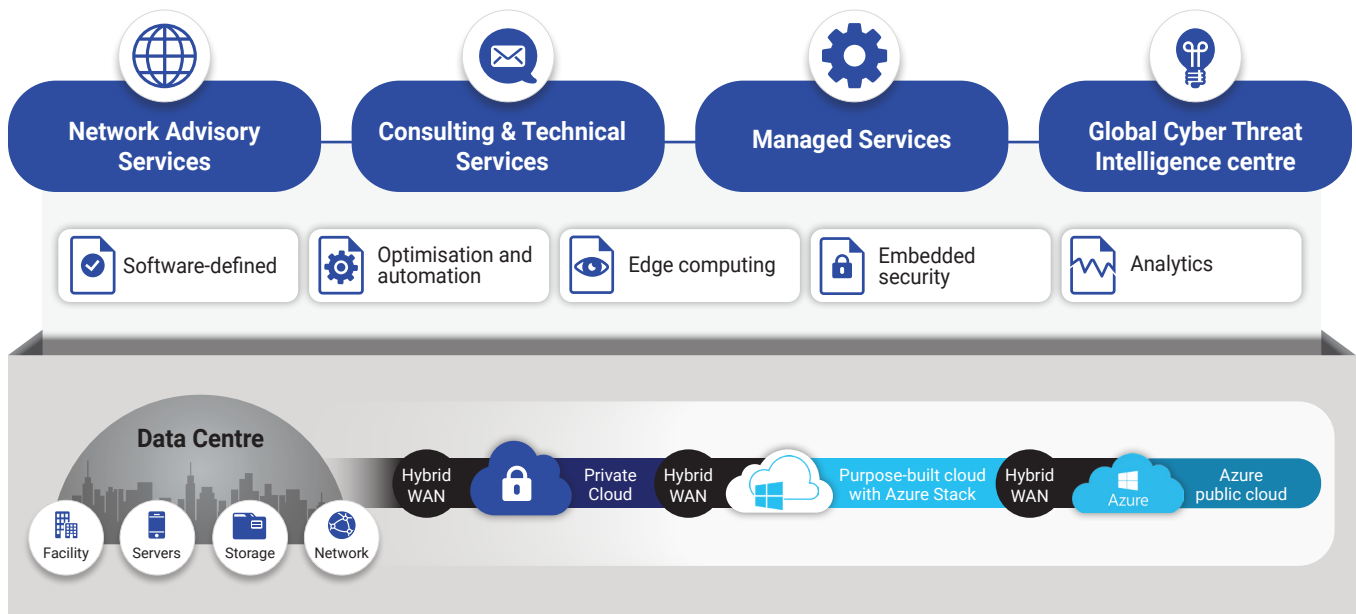 Network Advisory
Services
Consulting & Technical
Services
Managed Services
Global Cyber Threat
Intelligence centre
Software-defined
Optimisation and
automation
Edge computing
Embedded
security
Analytics
Data Centre
Facility
Servers
Storage
Network
Hybrid
WAN
Private
Cloud
Hybrid
WAN
Purpose-built cloud
with Azure Stack
Hybrid
WAN
Azure
Azure
public cloud